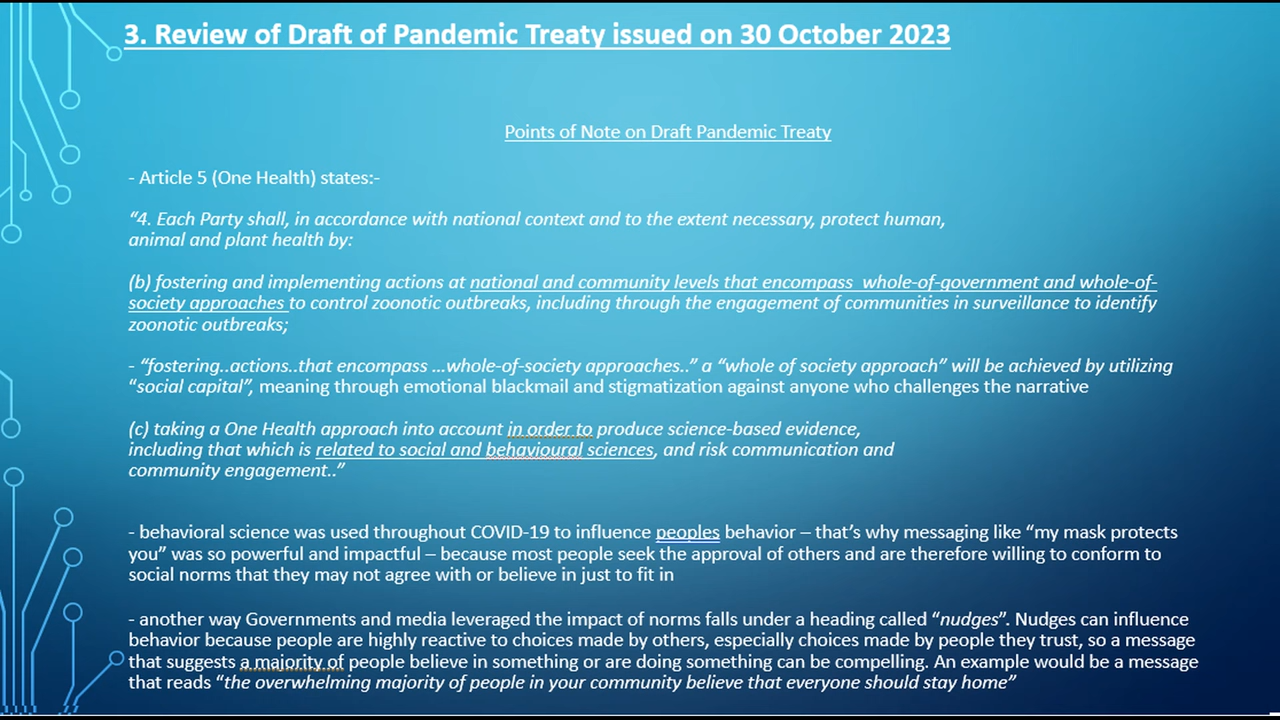 3. Review of Draft of Pandemic Treaty issued on 30 October 2023
Points of Note on Draft Pandemic Treaty
- Article 5 (One Health) states:-
“4. Each Party shall, in accordance with national context and to the extent necessary, protect human,
animal and plant health by:
(b) fostering and implementing actions at national and community levels that encompass whole-of-government and whole-of-
society approaches to control zoonotic outbreaks, including through the engagement of communities in surveillance to identify
zoonotic outbreaks;
- “fostering..actions..that encompass ...whole-of-society approaches..” a “whole of society approach” will be achieved by utilizing
“social capital”, meaning through emotional blackmail and stigmatization against anyone who challenges the narrative
(c) taking a One Health approach into account in order to produce science-based evidence,
including that which is related to social and behavioural sciences, and risk communication and
community engagement..”
- behavioral science was used throughout COVID-19 to influence peoples behavior – that’s why messaging like “my mask protects
you” was so powerful and impactful – because most people seek the approval of others and are therefore willing to conform to
social norms that they may not agree with or believe in just to fit in
- another way Governments and media leveraged the impact of norms falls under a heading called “nudges”. Nudges can influence
behavior because people are highly reactive to choices made by others, especially choices made by people they trust, so a message
that suggests a majority of people believe in something or are doing something can be compelling. An example would be a message
that reads “the overwhelming majority of people in your community believe that everyone should stay home”